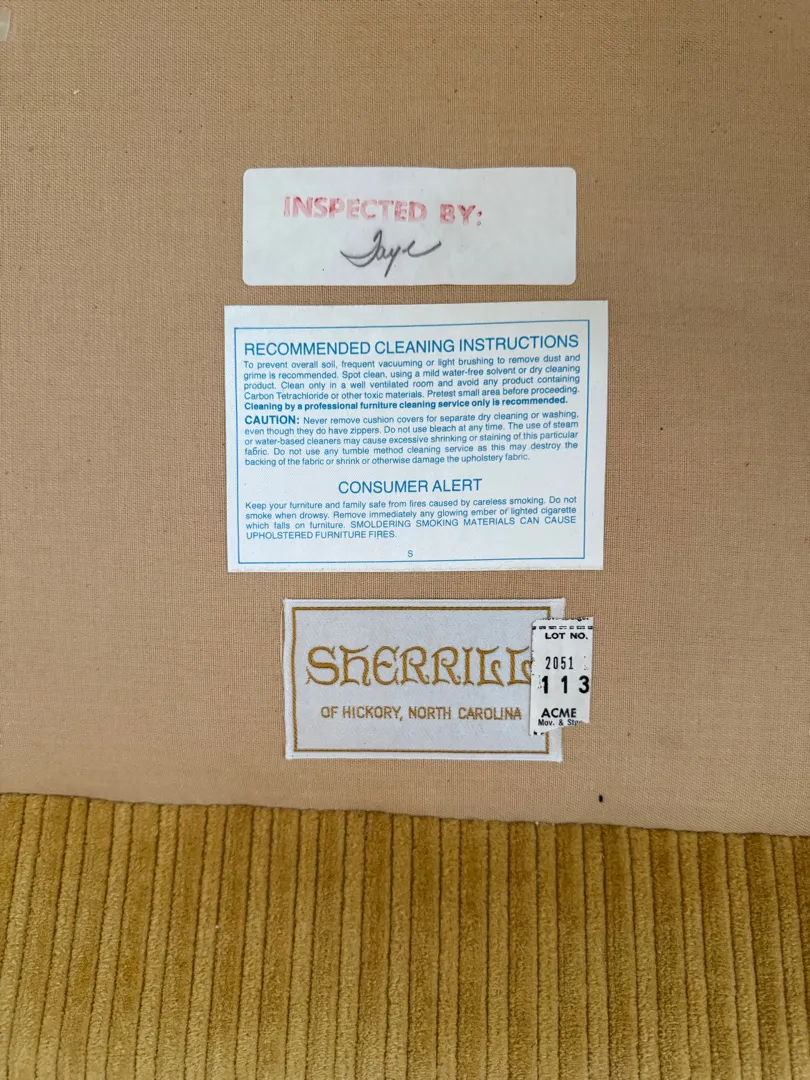 INSPECTED BY:
Faye
RECOMMENDED CLEANING INSTRUCTIONS
To prevent overall soil, frequent vacuuming or light brushing to remove dust and
grime is recommended. Spot clean, using a mild water-free solvent or dry cleaning
product. Clean only in a well ventilated room and avoid any product containing
Carbon Tetrachloride or other toxic materials. Pretest small area before proceeding.
Cleaning by a professional furniture cleaning service only is recommended.
CAUTION: Never remove cushion covers for separate dry cleaning or washing,
even though they do have zippers. Do not use bleach at any time. The use of steam
or water-based cleaners may cause excessive shrinking or staining of this particular
fabric. Do not use any tumble method cleaning service as this may destroy the
backing of the fabric or shrink or otherwise damage the upholstery fabric.
CONSUMER ALERT
Keep your furniture and family safe from fires caused by careless smoking. Do not
smoke when drowsy. Remove immediately any glowing ember or lighted cigarette
which falls on furniture. SMOLDERING SMOKING MATERIALS CAN CAUSE
UPHOLSTERED FURNITURE FIRES.
S
SHERRILL
OF HICKORY, NORTH CAROLINA
LOT NO.
2051
113
ACME
Mov. &